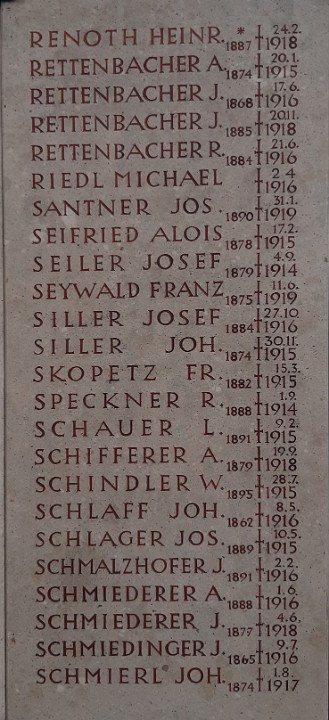 RENOTH HEINR. * 1887 † 24.2. 1918
RETTENBACHER A. 1874 † 20.1. 1915
RETTENBACHER J. 1868 † 17.6. 1916
RETTENBACHER J. 1885 † 20.11. 1918
RETTENBACHER R. 1884 † 21.6. 1916
RIEDL MICHAEL † 2 4 1916
SANTNER JOS. 1890 † 31.1. 1919
SEIFRIED ALOIS 1878 † 17.2. 1915
SEILER JOSEF 1879 † 4.9. 1914
SEYWALD FRANZ 1875 † 11.6. 1919
SILLER JOSEF 1884 † 27.10. 1916
SILLER JOH. 1874 † 30.11. 1915
SKOPETZ FR. 1882 † 15.3. 1915
SPECKNER R. 1888 † 1.9. 1914
SCHAUER L. 1891 † 9.2. 1915
SCHIFFERER A. 1879 † 19.9. 1918
SCHINDLER W. 1895 † 28.7. 1915
SCHLAFF JOH. 1862 † 8.5. 1916
SCHLAGER JOS. 1889 † 10.5. 1915
SCHMALZHOFER J. 1891 † 2.2. 1916
SCHMIEDERER A. 1888 † 1.6. 1916
SCHMIEDERER J. 1877 † 4.6. 1918
SCHMIEDINGER J. 1865 † 9.7. 1916
SCHMIERL JOH. 1874 † 1.8. 1917